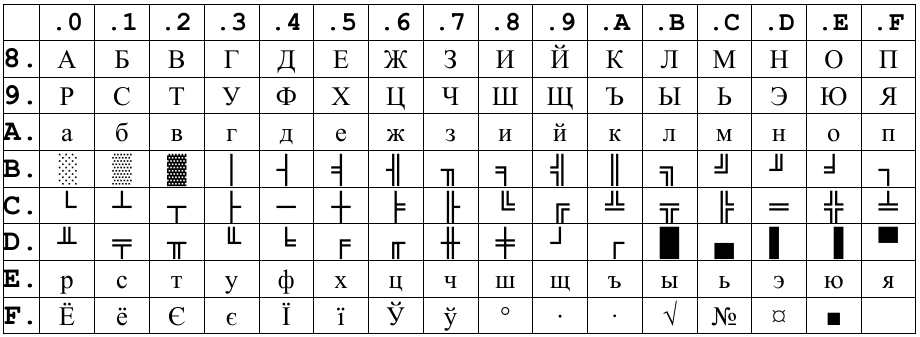 .0 .1 .2 .3 .4 .5 .6 .7 .8 .9 .A .B .C .D .E .F
8. А Б В Г Д Е Ж З И Й К Л М Н О П
9. Р С Т У Ф Х Ц Ч Ш Щ Ъ Ы Ь Э Ю Я
A. а б в г д е ж з и й к л м н о п
B. ░ ▒ ▓ │ ┤ ╡ ╢ ╖ ╕ ╣ ║ ╗ ╝ ╜ ╛ ┐
C. └ ┴ ┬ ├ ─ ┼ ╞ ╟ ╚ ╔ ╩ ╦ ╠ ═ ╬ ╧
D. ╨ ╤ ╥ ╙ ╘ ╒ ╓ ╫ ╪ ┘ ┌ █ ▄ ▌ ▐ ▀
E. р с т у ф х ц ч ш щ ъ ы ь э ю я
F. Ё ё Є є Ї ї Ў ў ° · · √ № ¤ ■